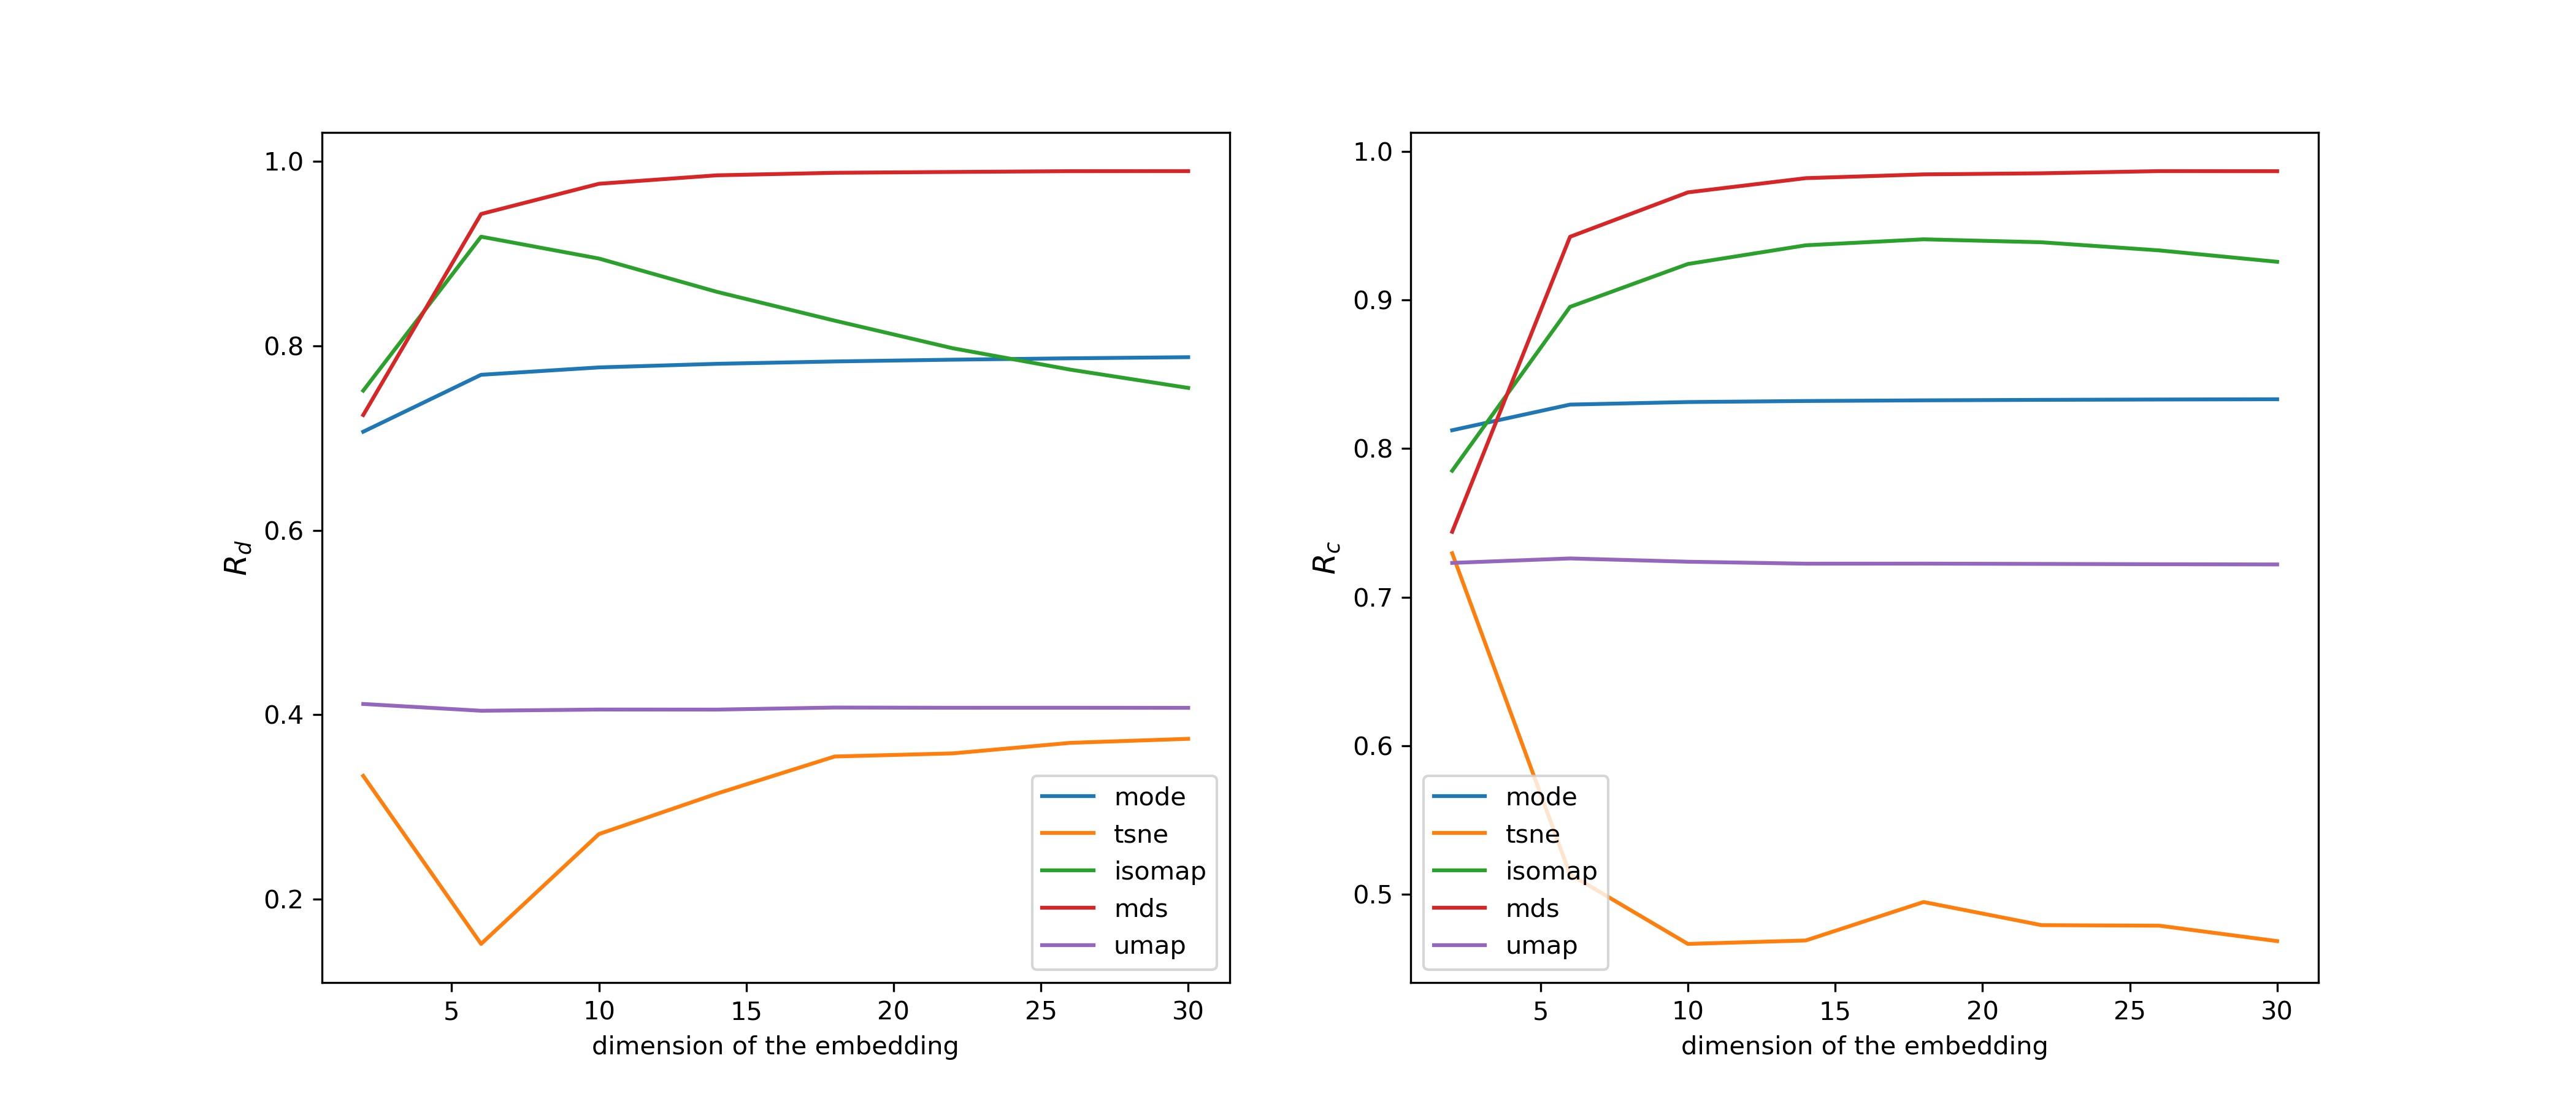 1.0
0.8
0.6
0.4
0.2
R_d
5 10 15 20 25 30
dimension of the embedding
mode
tsne
isomap
mds
umap
1.0
0.9
0.8
0.7
0.6
0.5
R_c
5 10 15 20 25 30
dimension of the embedding
mode
tsne
isomap
mds
umap